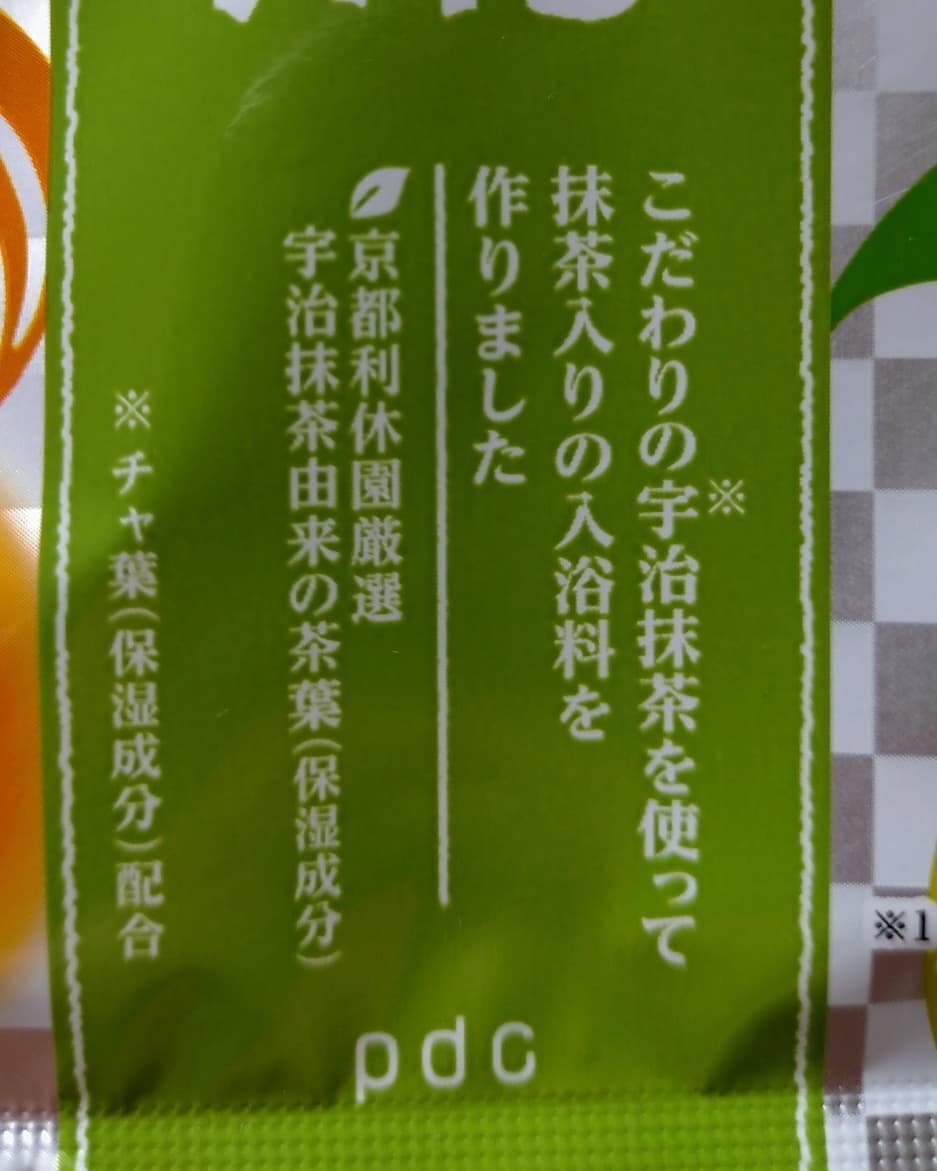 こだわりの宇治抹茶を使って
※
抹茶入りの入浴料を
作りました
京都利休園厳選
宇治抹茶由来の茶葉(保湿成分)
※チャ葉(保湿成分)配合
pdc
※1